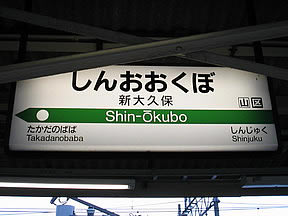 しんおおくぼ
新大久保
山 区
Shin-Ōkubo
たかだのばば
Takadanobaba
しんじゅく
Shinjuku